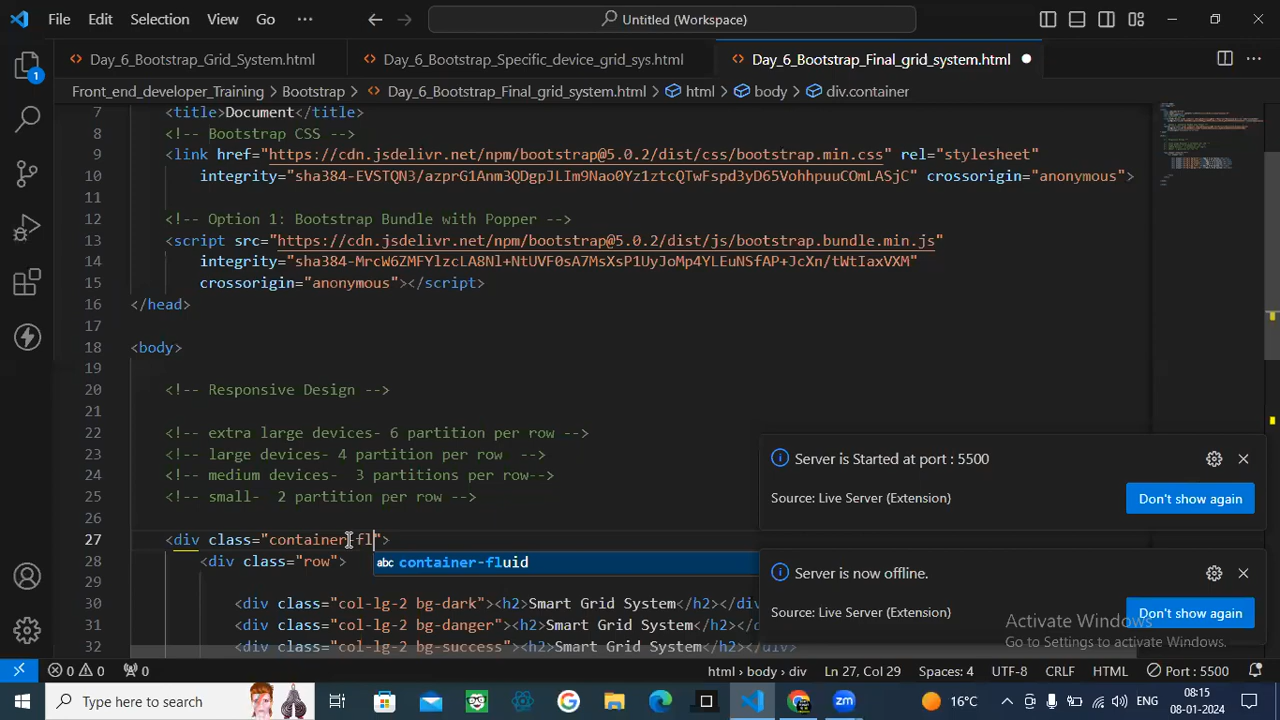 File Edit Selection View Go Untitled (Workspace)
Day_6_Bootstrap_Grid_System.html Day_6_Bootstrap_Specific_device_grid_sys.html Day_6_Bootstrap_Final_grid_system.html
Front_end_developer_Training > Bootstrap > Day_6_Bootstrap_Final_grid_system.html > html > body > div.container
7 <title>Document</title>
8 <!-- Bootstrap CSS -->
9 <link href="https://cdn.jsdelivr.net/npm/bootstrap@5.0.2/dist/css/bootstrap.min.css" rel="stylesheet"
10 integrity="sha384-EVSTQN3/azprG1Anm3QDgpJLIm9Nao0Yz1ztcQTwFspd3yD65VohhpuuCOmLASjC" crossorigin="anonymous">
11
12 <!-- Option 1: Bootstrap Bundle with Popper -->
13 <script src="https://cdn.jsdelivr.net/npm/bootstrap@5.0.2/dist/js/bootstrap.bundle.min.js"
14 integrity="sha384-MrcW6ZMFYlzcLA8Nl+NtUVF0sA7MsXsP1UyJoMp4YLEuNSfAP+JcXn/tWtIaxVXM"
15 crossorigin="anonymous"></script>
16 </head>
17
18 <body>
19
20 <!-- Responsive Design -->
21
22 <!-- extra large devices- 6 partition per row -->
23 <!-- large devices- 4 partition per row -->
24 <!-- medium devices- 3 partitions per row-->
25 <!-- small- 2 partition per row -->
26
27 <div class="container-fl">
28 <div class="row"> abc container-fluid
29
30 <div class="col-lg-2 bg-dark"><h2>Smart Grid System</h2></div>
31 <div class="col-lg-2 bg-danger"><h2>Smart Grid System</h2></
32 <div class="col-lg-2 bg-success"><h2>Smart Grid System</h2></div>
Server is Started at port : 5500
Source: Live Server (Extension) Don't show again
Server is now offline.
Source: Live Server (Extension) Don't show again
Activate Windows
Go to Settings to activate Windows.
1
0 0 0 html > body > div Ln 27, Col 29 Spaces: 4 UTF-8 CRLF HTML Port : 5500
Type here to search 16°C ENG 08:15
08-01-2024